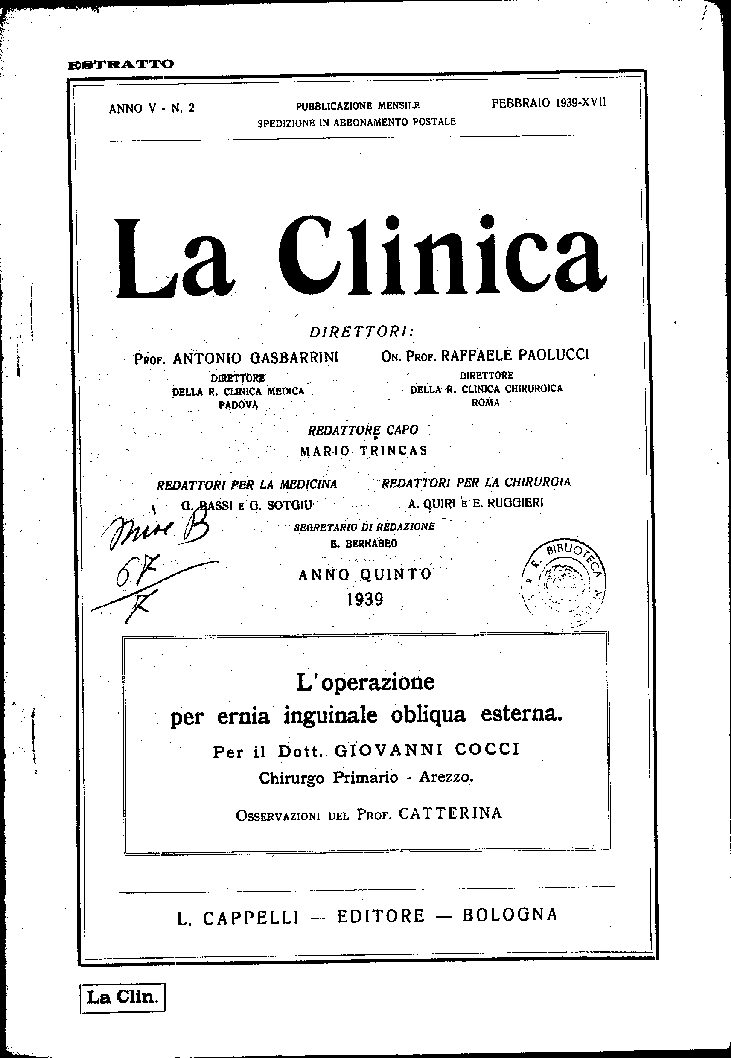 ESTRATTO
ANNO V - N. 2
PUBBLICAZIONE MENSILE
SPEDIZIONE IN ABBONAMENTO POSTALE
FEBBRAIO 1939-XVII
La Clinica
DIRETTORI:
PROF. ANTONIO GASBARRINI
DIRETTORE
DELLA R. CLINICA MEDICA
PADOVA
ON. PROF. RAFFAELE PAOLUCCI
DIRETTORE
DELLA R. CLINICA CHIRURGICA
ROMA
REDATTORE CAPO
MARIO TRINCAS
REDATTORI PER LA MEDICINA
G. BASSI E G. SOTGIU
REDATTORI PER LA CHIRURGIA
A. QUIRI E E. RUGGIERI
SEGRETARIO DI REDAZIONE
B. BERNABEO
ANNO QUINTO
1939
Misc B
67
7
BIBLIOTECA
L'operazione
per ernia inguinale obliqua esterna.
Per il Dott. GIOVANNI COCCI
Chirurgo Primario - Arezzo.
OSSERVAZIONI DEL PROF. CATTERINA
L. CAPPELLI — EDITORE — BOLOGNA
La Clin.